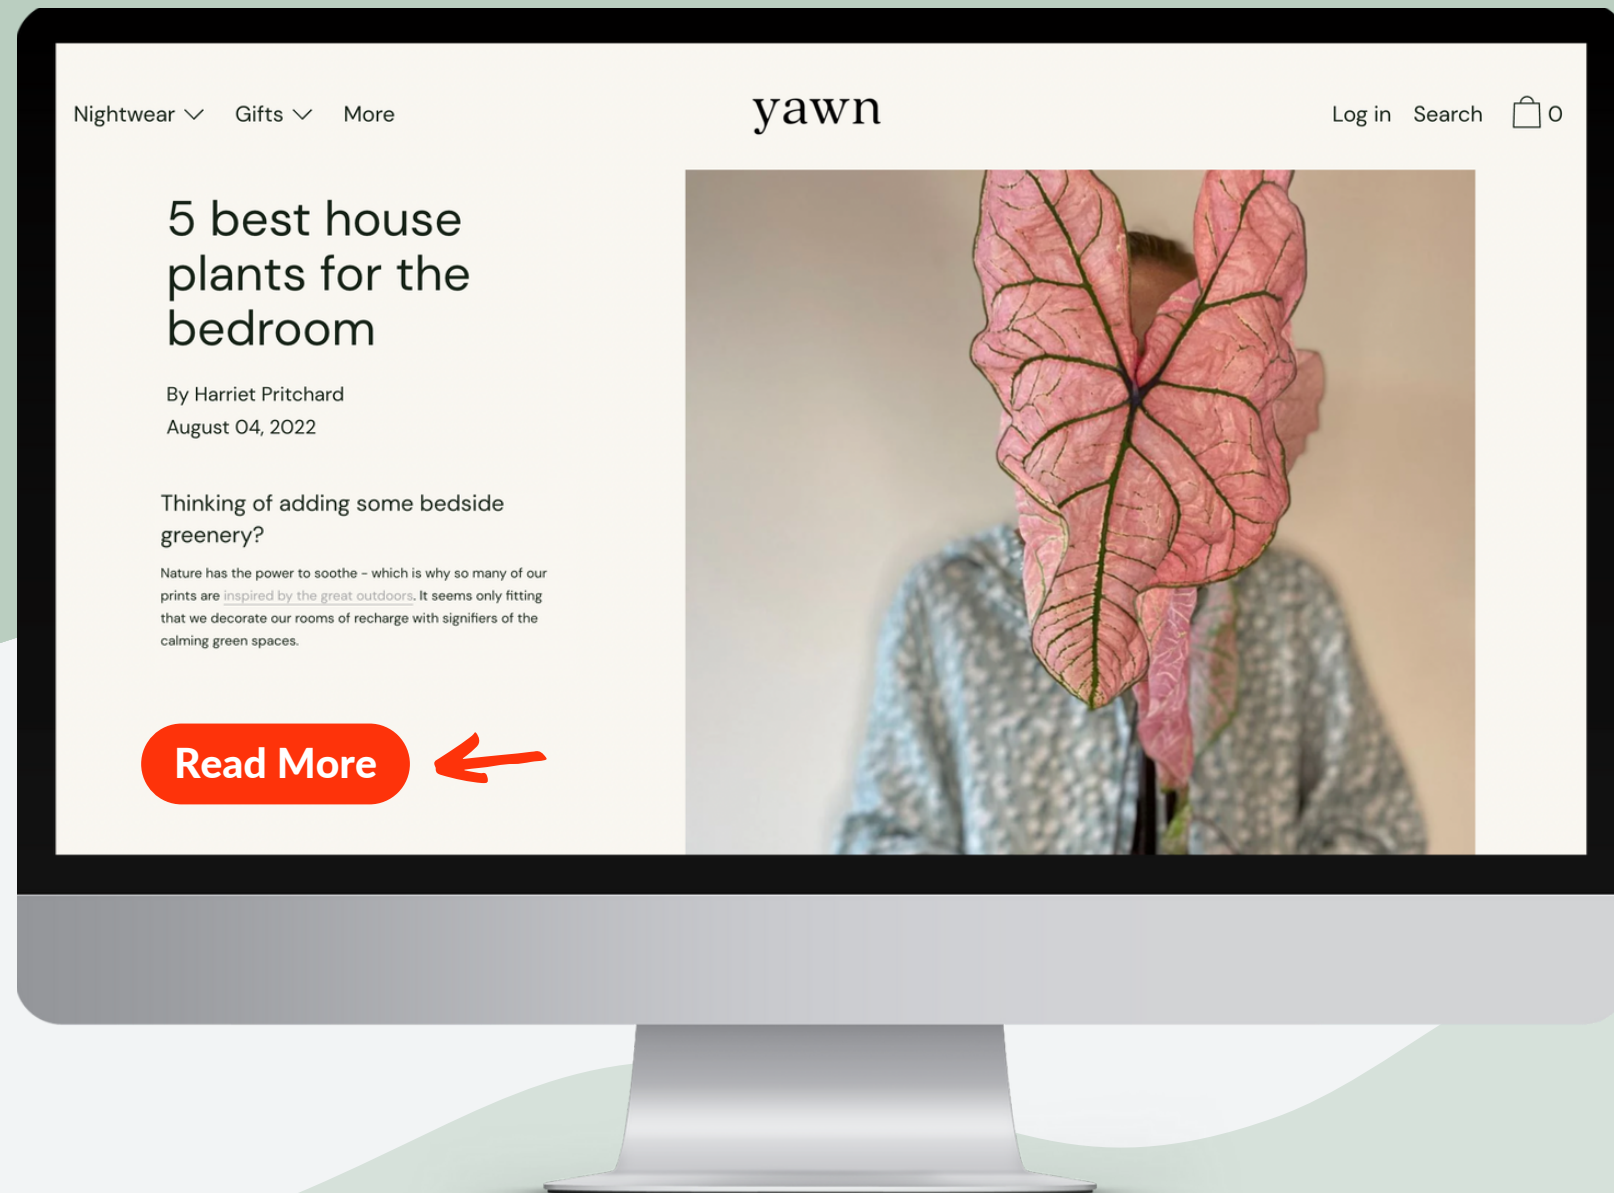 Nightwear Gifts More yawn Log in Search 0
5 best house
plants for the
bedroom
By Harriet Pritchard
August 04, 2022
Thinking of adding some bedside
greenery?
Nature has the power to soothe - which is why so many of our
prints are inspired by the great outdoors. It seems only fitting
that we decorate our rooms of recharge with signifiers of the
calming green spaces.
Read More